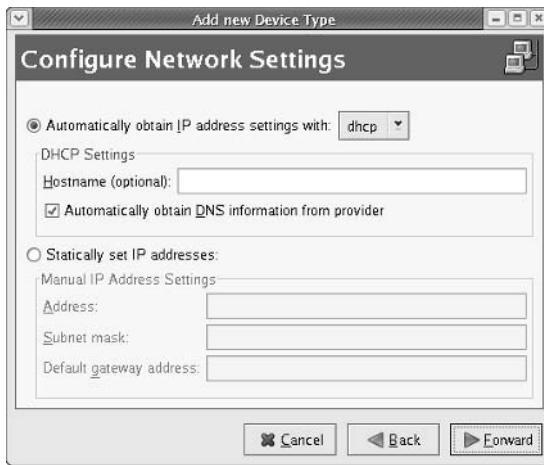 Add new Device Type
Configure Network Settings
Automatically obtain IP address settings with: dhcp
DHCP Settings
Hostname (optional):
Automatically obtain DNS information from provider
Statically set IP addresses:
Manual IP Address Settings
Address:
Subnet mask:
Default gateway address:
Cancel Back Forward